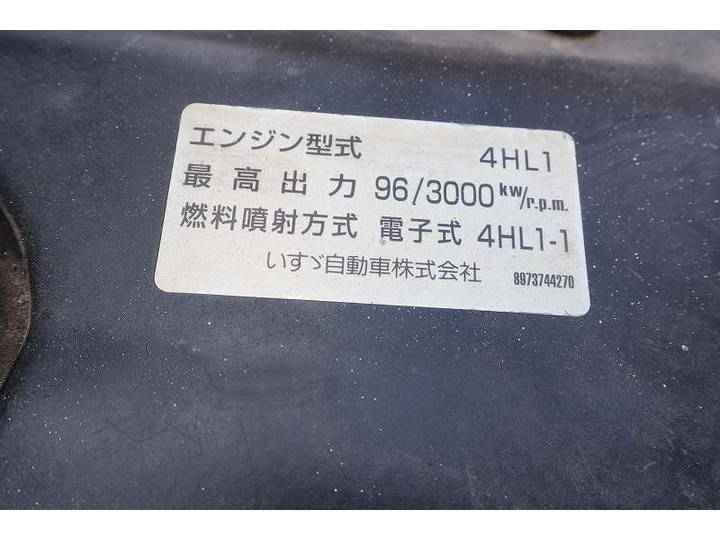 エンジン型式 4HL1
最高出力 96/3000 kw/r.p.m.
燃料噴射方式 電子式 4HL1-1
いすゞ自動車株式会社 8973744270